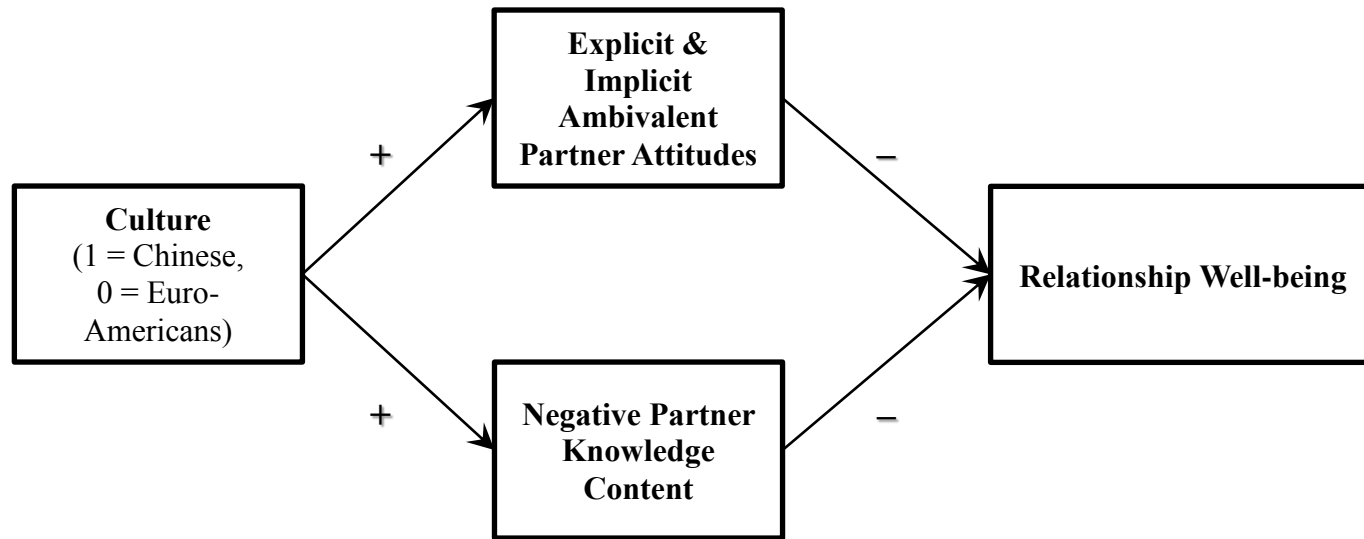 Explicit &
Implicit
Ambivalent
Partner Attitudes
+
–
Culture
(1 = Chinese,
0 = Euro-
Americans)
Relationship Well-being
+
–
Negative Partner
Knowledge
Content